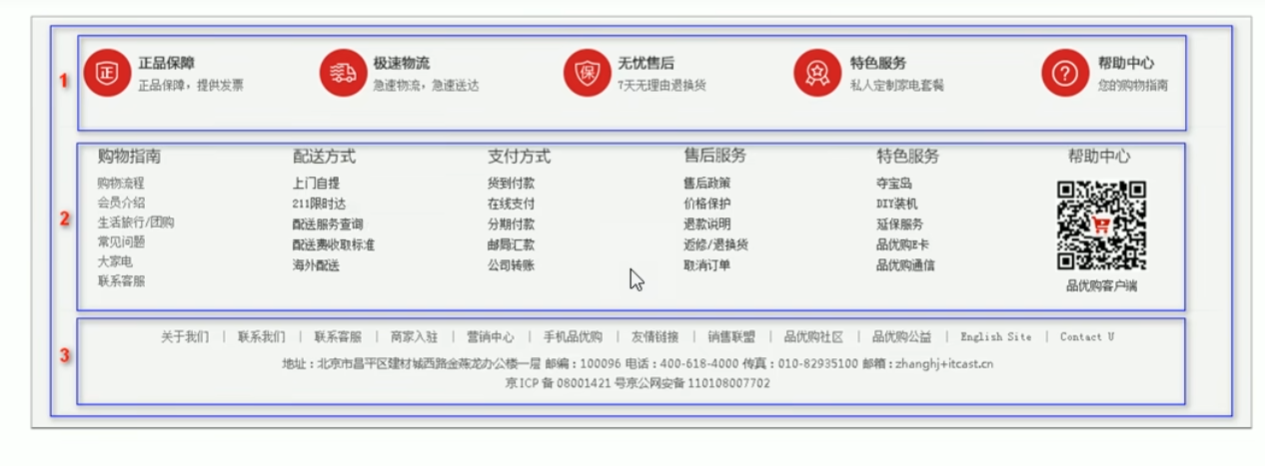 1
正 正品保障
正品保障，提供发票
极速物流
急速物流，急速送达
保 无忧售后
7天无理由退换货
特色服务
私人定制家电套餐
? 帮助中心
您的购物指南
2
购物指南
购物流程
会员介绍
生活旅行/团购
常见问题
大家电
联系客服
配送方式
上门自提
211限时达
配送服务查询
配送费收取标准
海外配送
支付方式
货到付款
在线支付
分期付款
邮局汇款
公司转账
售后服务
售后政策
价格保护
退款说明
返修/退换货
取消订单
特色服务
夺宝岛
DIY装机
延保服务
品优购E卡
品优购通信
帮助中心
品优购客户端
3
关于我们 | 联系我们 | 联系客服 | 商家入驻 | 营销中心 | 手机品优购 | 友情链接 | 销售联盟 | 品优购社区 | 品优购公益 | English Site | Contact U
地址：北京市昌平区建材城西路金燕龙办公楼一层 邮编：100096 电话：400-618-4000 传真：010-82935100 邮箱：zhanghj+itcast.cn
京ICP备08001421号京公网安备110108007702